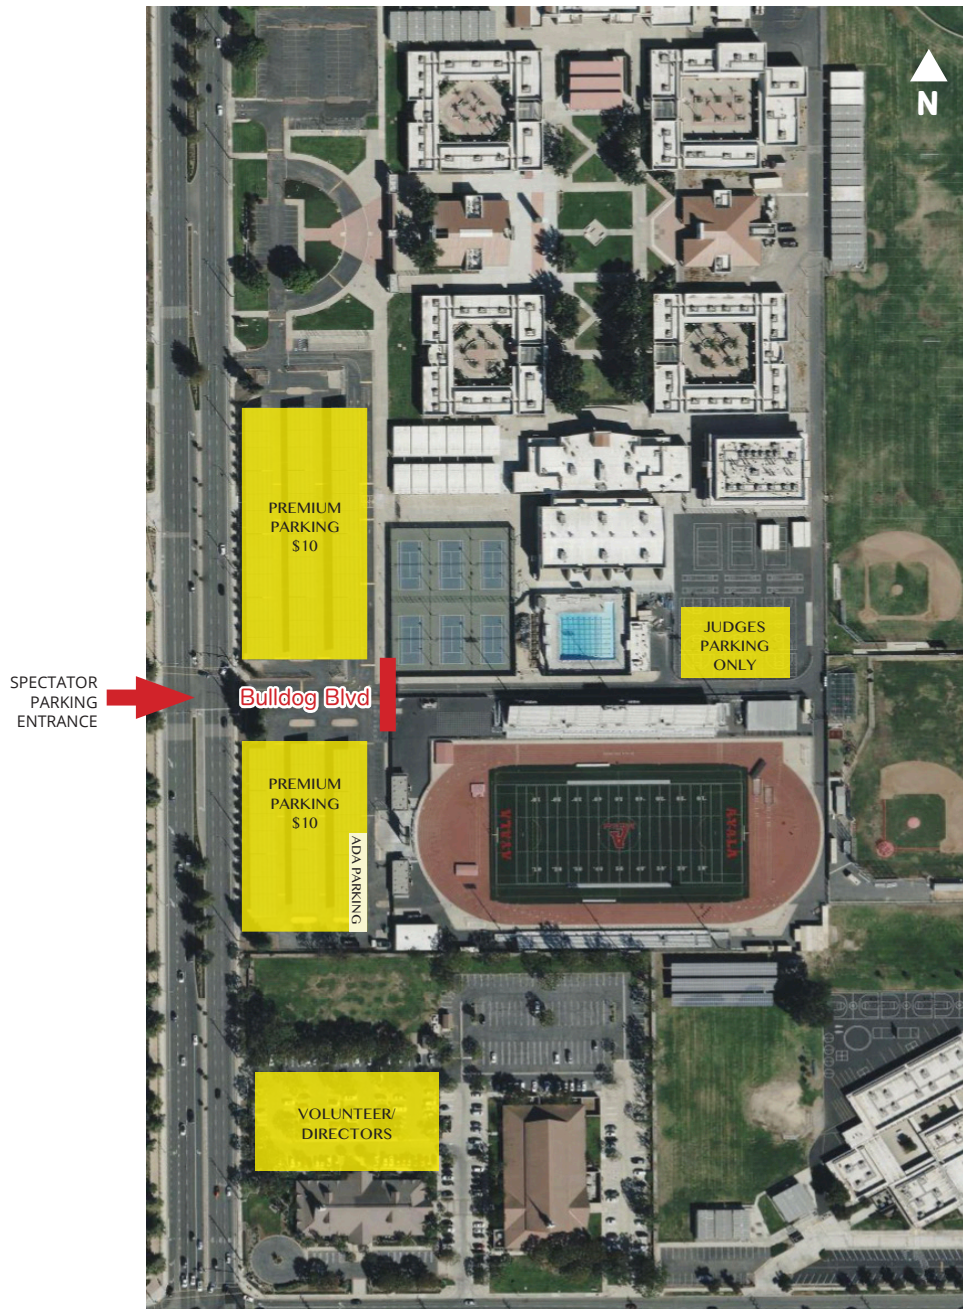 N
PREMIUM
PARKING
$10
JUDGES
PARKING
ONLY
SPECTATOR
PARKING
ENTRANCE
Bulldog Blvd
PREMIUM
PARKING
$10
ADA PARKING
AYALA
AYALA
VOLUNTEER/
DIRECTORS